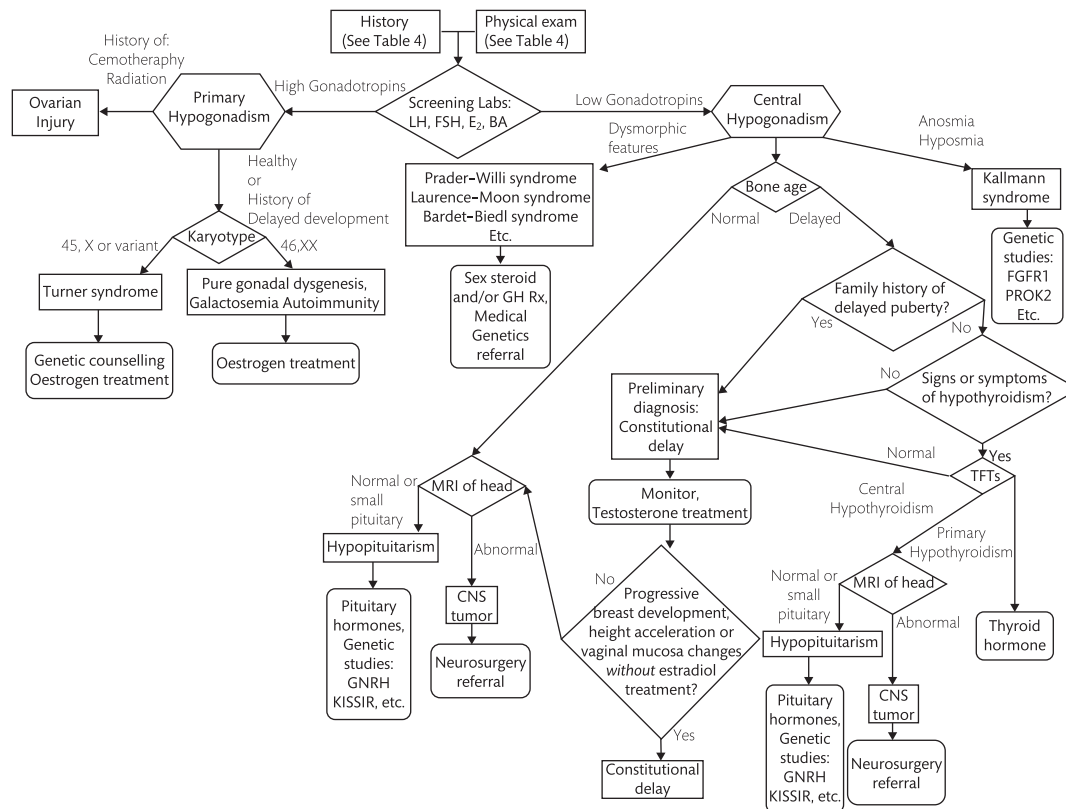 History
(See Table 4)
Physical exam
(See Table 4)
History of:
Cemotheraphy
Radiation
High Gonadotropins
Low Gonadotropins
Ovarian
Injury
Primary
Hypogonadism
Screening Labs:
LH, FSH, E₂, BA
Central
Hypogonadism
Dysmorphic
features
Anosmia
Hyposmia
Healthy
or
History of
Delayed development
Prader–Willi syndrome
Laurence–Moon syndrome
Bardet–Biedl syndrome
Etc.
Bone age
Normal
Delayed
Kallmann
syndrome
Karyotype
45, X or variant
46,XX
Genetic
studies:
FGFR1
PROK2
Etc.
Turner syndrome
Pure gonadal dysgenesis,
Galactosemia Autoimmunity
Sex steroid
and/or GH Rx,
Medical
Genetics
referral
Family history of
delayed puberty?
Yes
No
Genetic counselling
Oestrogen treatment
Oestrogen treatment
Preliminary
diagnosis:
Constitutional
delay
No
Signs or symptoms
of hypothyroidism?
Normal
Yes
TFTs
MRI of head
Normal or
small
pituitary
Monitor,
Testosterone treatment
Central
Hypothyroidism
Primary
Hypothyroidism
Hypopituitarism
Abnormal
No
Progressive
breast development,
height acceleration or
vaginal mucosa changes
without estradiol
treatment?
Normal or
small
pituitary
MRI of head
Abnormal
Pituitary
hormones,
Genetic
studies:
GNRH
KISSIR, etc.
CNS
tumor
Hypopituitarism
Thyroid
hormone
Neurosurgery
referral
Yes
Pituitary
hormones,
Genetic
studies:
GNRH
KISSIR, etc.
CNS
tumor
Constitutional
delay
Neurosurgery
referral